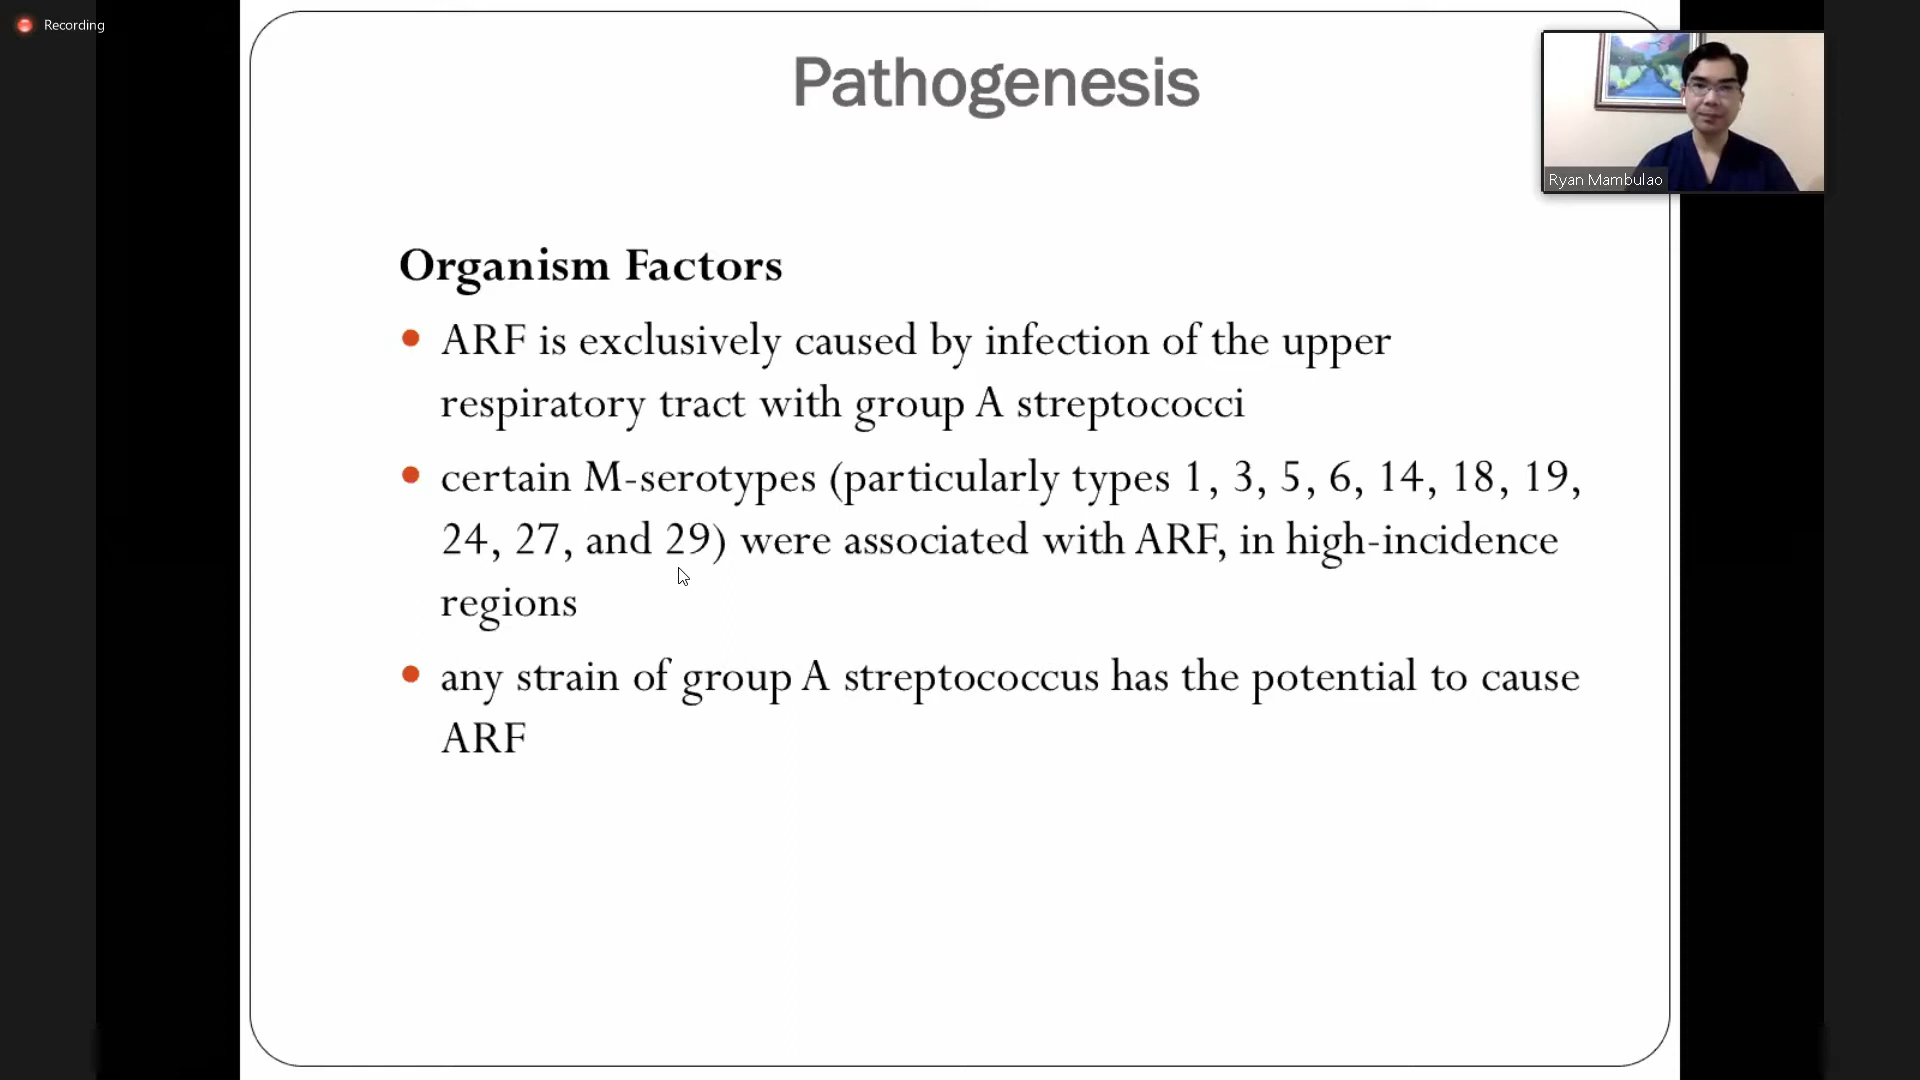 Recording
Pathogenesis
Ryan Mambulao
Organism Factors
• ARF is exclusively caused by infection of the upper
respiratory tract with group A streptococci
• certain M-serotypes (particularly types 1, 3, 5, 6, 14, 18, 19,
24, 27, and 29) were associated with ARF, in high-incidence
regions
• any strain of group A streptococcus has the potential to cause
ARF